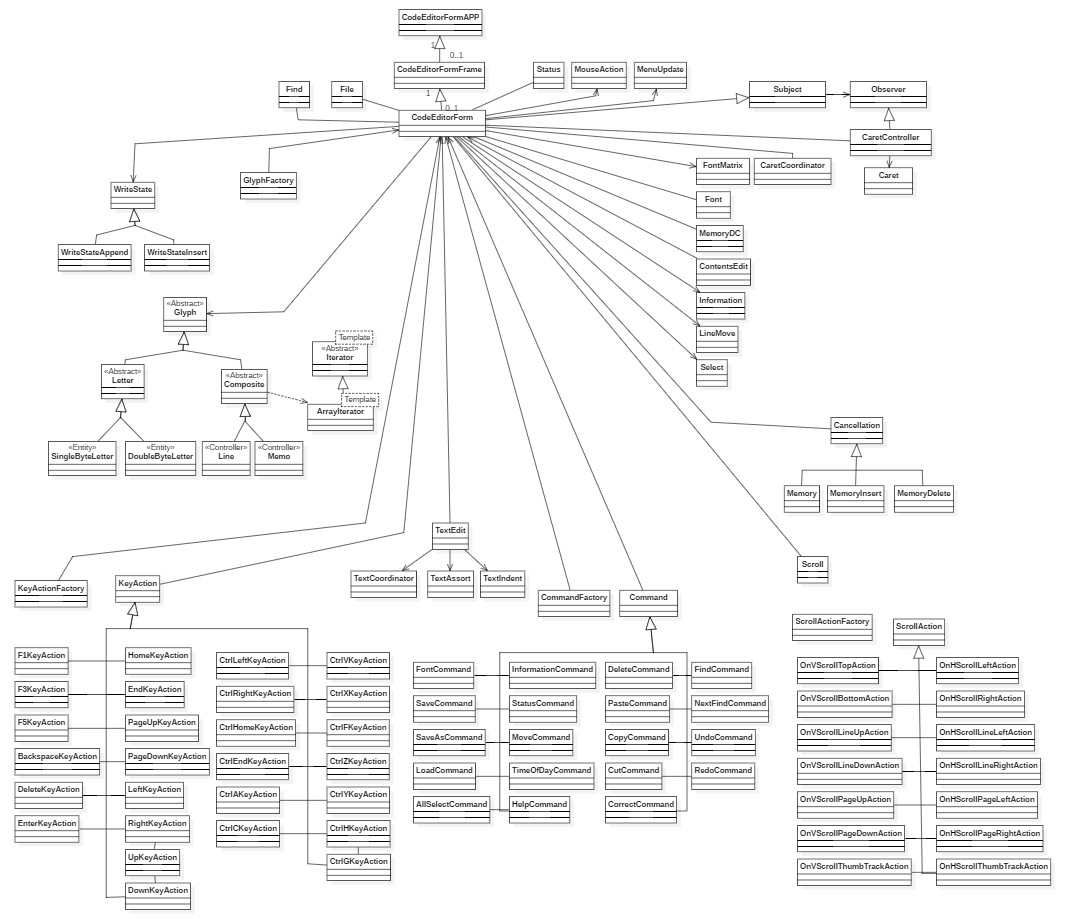 CodeEditorFormAPP
1
0..1
CodeEditorFormFrame
Status
MouseAction
MenuUpdate
Find
File
1
0..1
CodeEditorForm
Subject
Observer
CaretController
WriteState
GlyphFactory
FontMatrix
CaretCoordinator
Caret
Font
WriteStateAppend
WriteStateInsert
MemoryDC
ContentsEdit
Information
«Abstract»
Glyph
LineMove
Template
«Abstract»
Iterator
Select
«Abstract»
Letter
«Abstract»
Composite
Template
ArrayIterator
Cancellation
«Entity»
SingleByteLetter
«Entity»
DoubleByteLetter
«Controller»
Line
«Controller»
Memo
Memory
MemoryInsert
MemoryDelete
TextEdit
Scroll
KeyActionFactory
KeyAction
TextCoordinator
TextAssort
TextIndent
CommandFactory
Command
ScrollActionFactory
ScrollAction
F1KeyAction
HomeKeyAction
CtrlLeftKeyAction
CtrlVKeyAction
FontCommand
InformationCommand
DeleteCommand
FindCommand
OnVScrollTopAction
OnHScrollLeftAction
F3KeyAction
EndKeyAction
CtrlRightKeyAction
CtrlXKeyAction
SaveCommand
StatusCommand
PasteCommand
NextFindCommand
OnVScrollBottomAction
OnHScrollRightAction
F5KeyAction
PageUpKeyAction
CtrlHomeKeyAction
CtrlFKeyAction
SaveAsCommand
MoveCommand
CopyCommand
UndoCommand
OnVScrollLineUpAction
OnHScrollLineLeftAction
BackspaceKeyAction
PageDownKeyAction
CtrlEndKeyAction
CtrlZKeyAction
LoadCommand
TimeOfDayCommand
CutCommand
RedoCommand
OnVScrollLineDownAction
OnHScrollLineRightAction
DeleteKeyAction
LeftKeyAction
CtrlAKeyAction
CtrlYKeyAction
AllSelectCommand
HelpCommand
CorrectCommand
OnVScrollPageUpAction
OnHScrollPageLeftAction
EnterKeyAction
RightKeyAction
CtrlCKeyAction
CtrlHKeyAction
OnVScrollPageDownAction
OnHScrollPageRightAction
UpKeyAction
CtrlGKeyAction
OnVScrollThumbTrackAction
OnHScrollThumbTrackAction
DownKeyAction